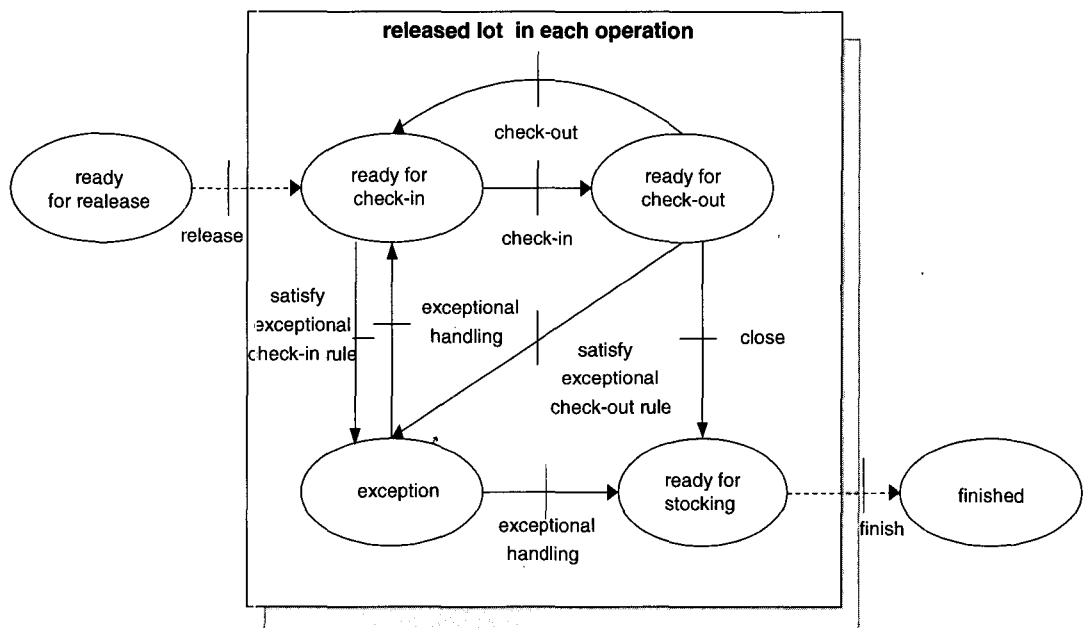 released lot in each operation
check-out
ready
for realease
ready for
check-in
ready for
check-out
release
check-in
satisfy
exceptional
check-in rule
exceptional
handling
satisfy
exceptional
check-out rule
close
exception
ready for
stocking
finished
exceptional
handling
finish